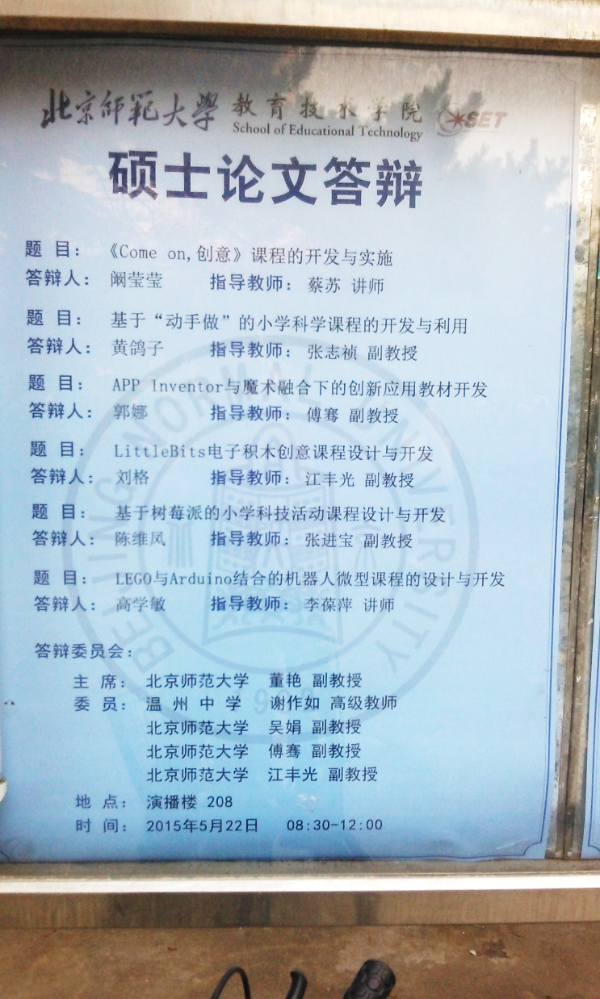 北京师范大学 教育技术学院 SET
School of Educational Technology
硕士论文答辩
题 目： 《Come on,创意》课程的开发与实施
答辩人： 阚莹莹 指导教师： 蔡苏 讲师
题 目： 基于“动手做”的小学科学课程的开发与利用
答辩人： 黄鸽子 指导教师： 张志祯 副教授
题 目： APP Inventor与魔术融合下的创新应用教材开发
答辩人： 郭娜 指导教师： 傅骞 副教授
题 目： LittleBits电子积木创意课程设计与开发
答辩人： 刘格 指导教师： 江丰光 副教授
题 目： 基于树莓派的小学科技活动课程设计与开发
答辩人： 陈维凤 指导教师： 张进宝 副教授
题 目： LEGO与Arduino结合的机器人微型课程的设计与开发
答辩人： 高学敏 指导教师： 李葆萍 讲师
答辩委员会：
主 席： 北京师范大学 董艳 副教授
委 员： 温 州 中 学 谢作如 高级教师
北京师范大学 吴娟 副教授
北京师范大学 傅骞 副教授
北京师范大学 江丰光 副教授
地 点： 演播楼 208
时 间： 2015年5月22日 08:30-12:00
BEIJING NORMAL UNIVERSITY